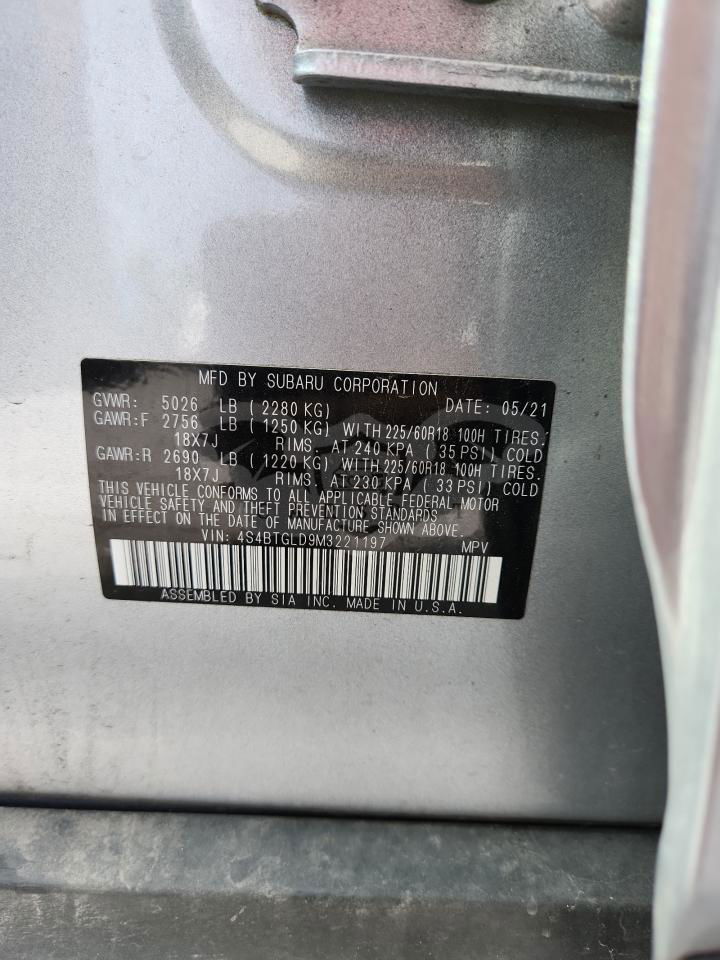 MFD BY SUBARU CORPORATION
GVWR: 5026 LB ( 2280 KG) DATE: 05/21
GAWR:F 2756 LB ( 1250 KG) WITH 225/60R18 100H TIRES.
18X7J RIMS. AT 240 KPA ( 35 PSI) COLD
GAWR:R 2690 LB ( 1220 KG) WITH 225/60R18 100H TIRES.
18X7J RIMS. AT 230 KPA ( 33 PSI) COLD
THIS VEHICLE CONFORMS TO ALL APPLICABLE FEDERAL MOTOR
VEHICLE SAFETY AND THEFT PREVENTION STANDARDS
IN EFFECT ON THE DATE OF MANUFACTURE SHOWN ABOVE.
VIN: 4S4BTGLD9M3221197 MPV
ASSEMBLED BY SIA INC. MADE IN U.S.A.